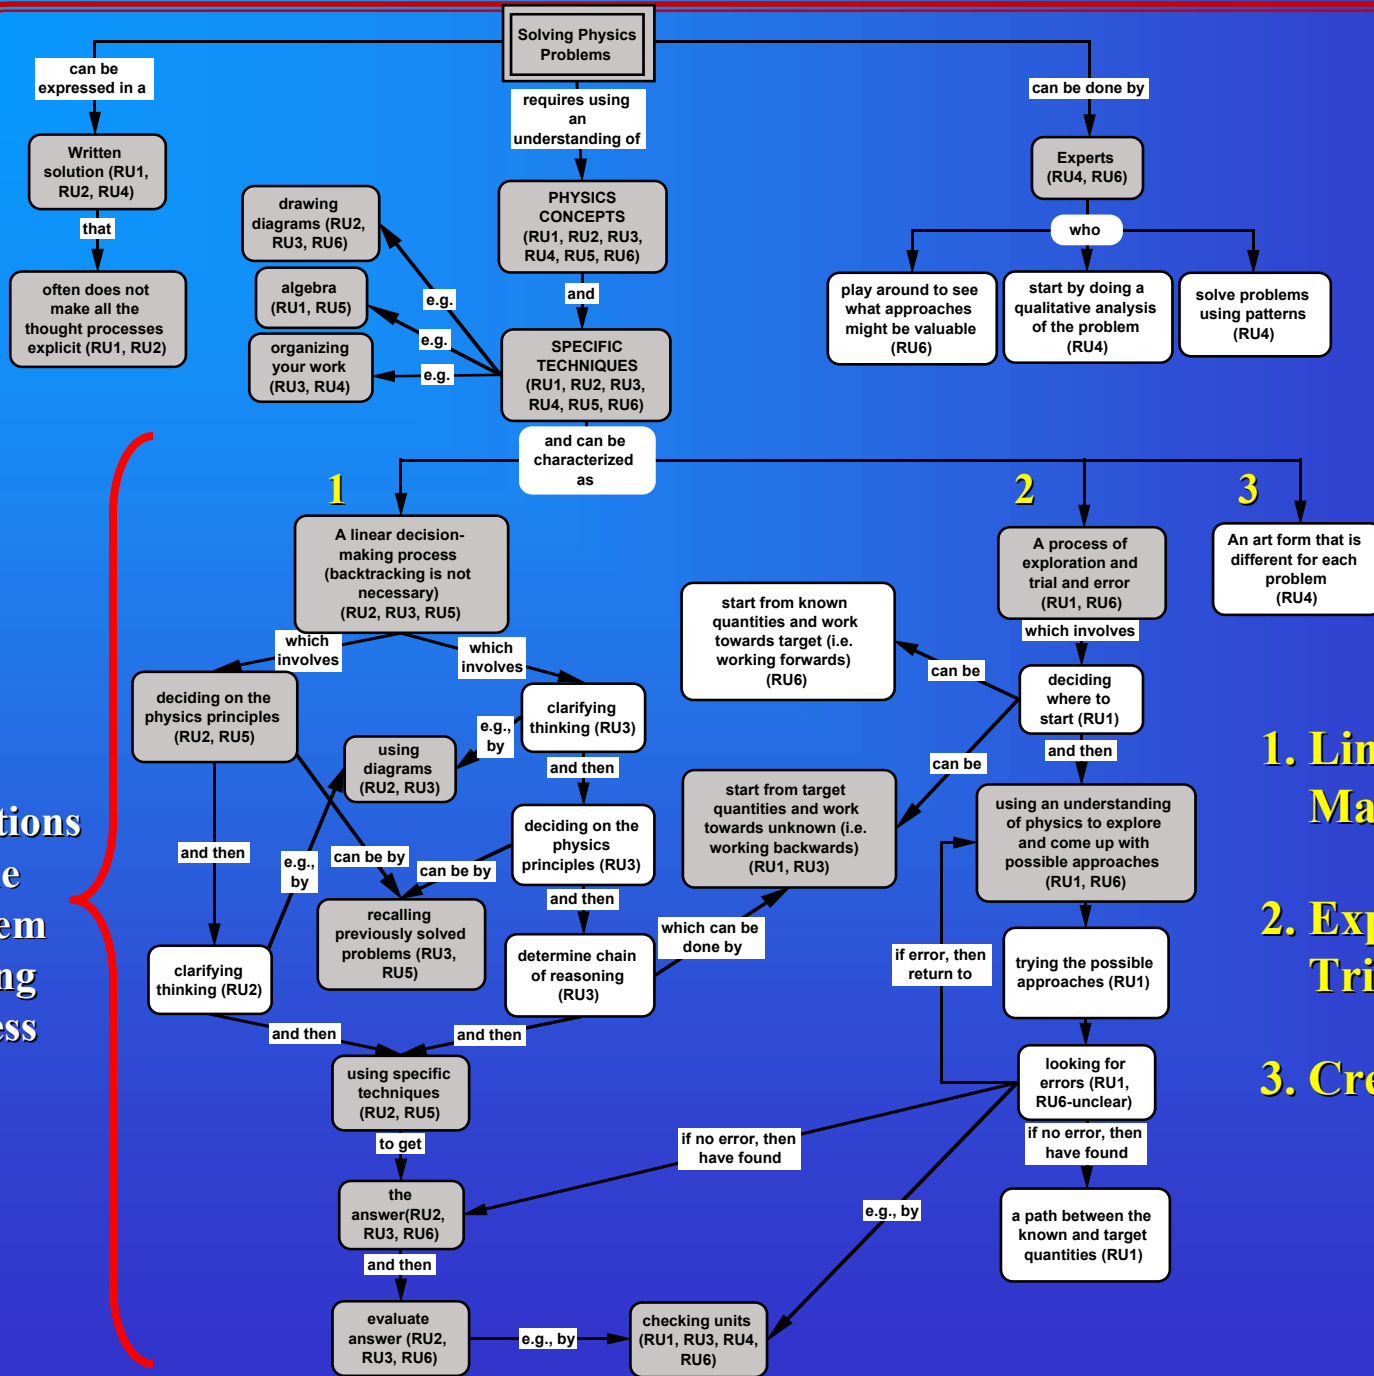 Solving Physics
Problems
can be
expressed in a
requires using
an
understanding of
can be done by
Written
solution (RU1,
RU2, RU4)
that
often does not
make all the
thought processes
explicit (RU1, RU2)
drawing
diagrams (RU2,
RU3, RU6)
algebra
(RU1, RU5)
organizing
your work
(RU3, RU4)
e.g.
e.g.
e.g.
PHYSICS
CONCEPTS
(RU1, RU2, RU3,
RU4, RU5, RU6)
and
SPECIFIC
TECHNIQUES
(RU1, RU2, RU3,
RU4, RU5, RU6)
Experts
(RU4, RU6)
who
play around to see
what approaches
might be valuable
(RU6)
start by doing a
qualitative analysis
of the problem
(RU4)
solve problems
using patterns
(RU4)
and can be
characterized
as
1
2
3
A linear decision-
making process
(backtracking is not
necessary)
(RU2, RU3, RU5)
which
involves
which
involves
deciding on the
physics principles
(RU2, RU5)
clarifying
thinking (RU3)
e.g.,
by
using
diagrams
(RU2, RU3)
and then
and then
e.g.,
by
can be by
can be by
deciding on the
physics
principles (RU3)
and then
recalling
previously solved
problems (RU3,
RU5)
clarifying
thinking (RU2)
determine chain
of reasoning
(RU3)
which can be
done by
and then
and then
using specific
techniques
(RU2, RU5)
to get
the
answer(RU2,
RU3, RU6)
and then
evaluate
answer (RU2,
RU3, RU6)
e.g., by
checking units
(RU1, RU3, RU4,
RU6)
A process of
exploration and
trial and error
(RU1, RU6)
which involves
An art form that is
different for each
problem
(RU4)
start from known
quantities and work
towards target (i.e.
working forwards)
(RU6)
can be
deciding
where to
start (RU1)
can be
and then
start from target
quantities and work
towards unknown (i.e.
working backwards)
(RU1, RU3)
using an understanding
of physics to explore
and come up with
possible approaches
(RU1, RU6)
if error, then
return to
trying the possible
approaches (RU1)
looking for
errors (RU1,
RU6-unclear)
if no error, then
have found
if no error, then
have found
e.g., by
a path between the
known and target
quantities (RU1)
tions
e
em
ng
ess
1. Lin
Ma
2. Exp
Tri
3. Cre